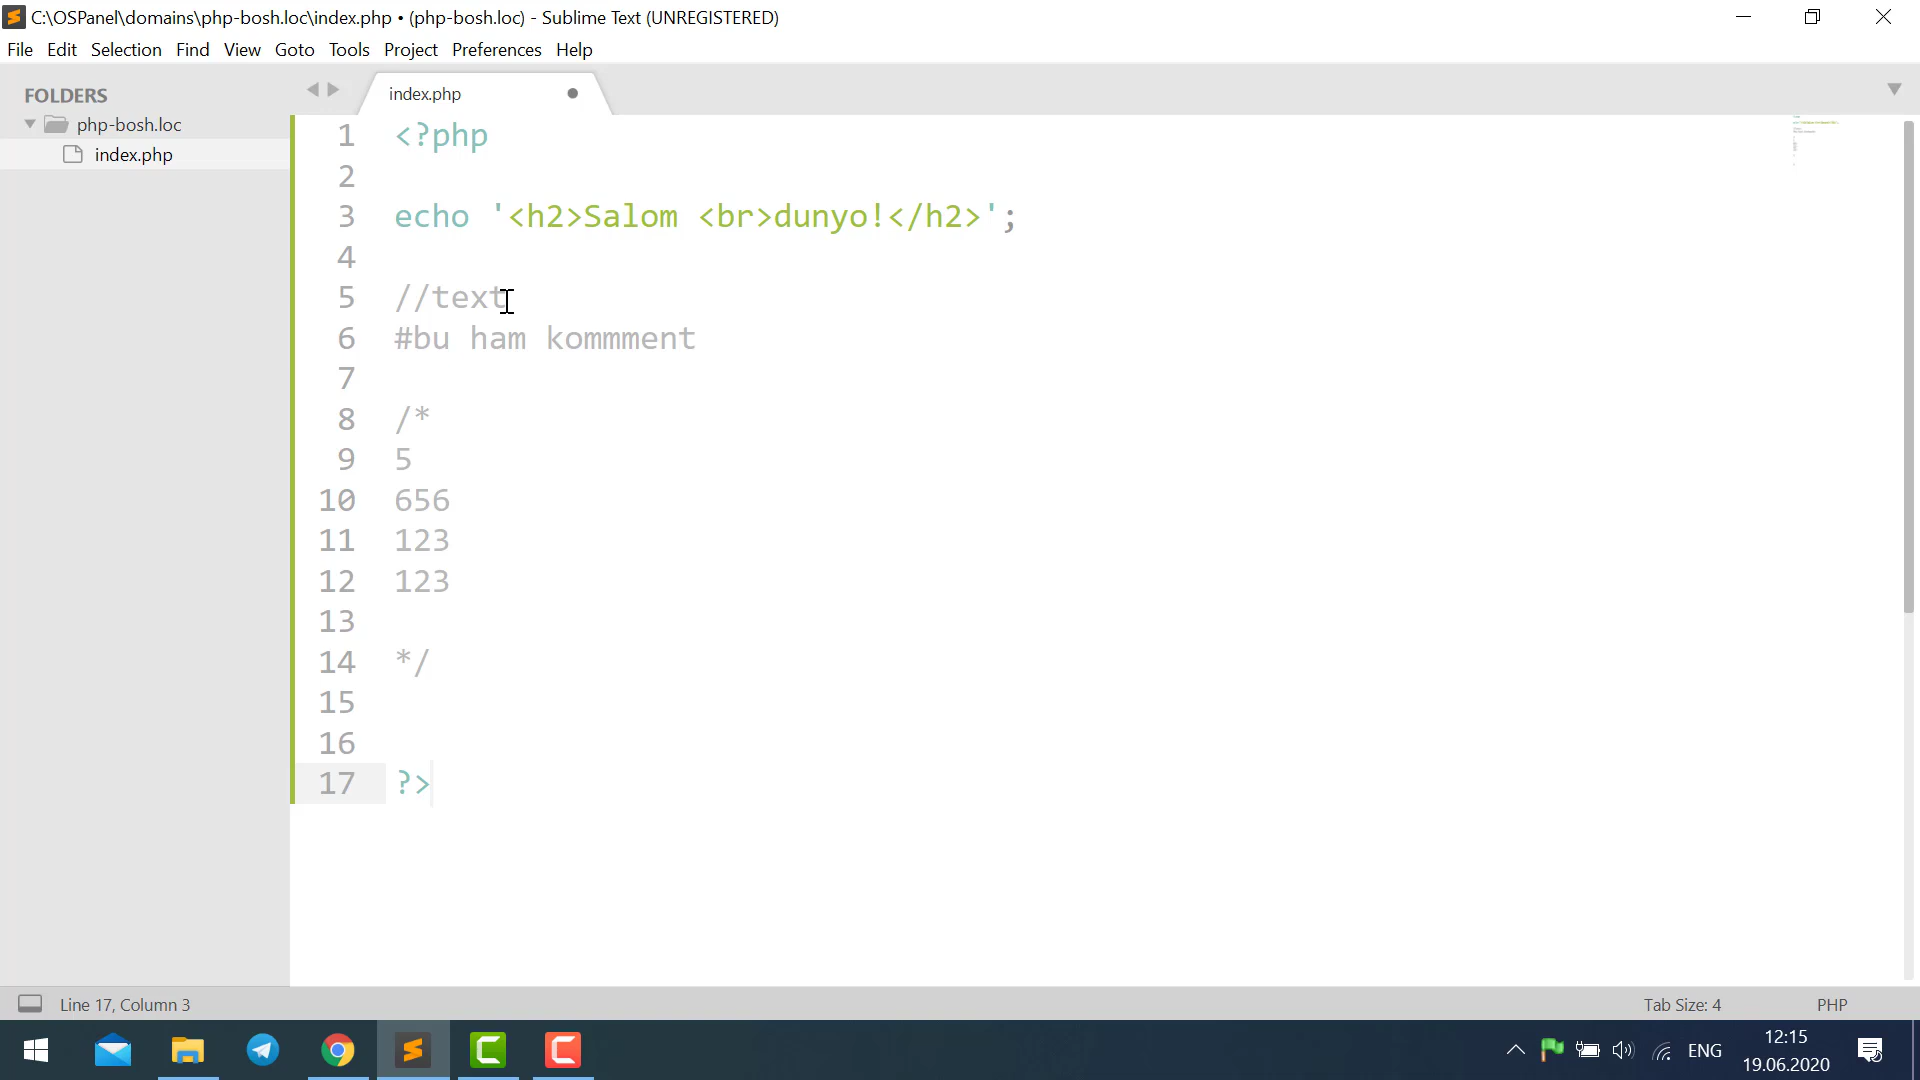 C:\OSPanel\domains\php-bosh.loc\index.php • (php-bosh.loc) - Sublime Text (UNREGISTERED)
File Edit Selection Find View Goto Tools Project Preferences Help
FOLDERS
php-bosh.loc
index.php
index.php
1 <?php
2
3 echo '<h2>Salom <br>dunyo!</h2>';
4
5 //text
6 #bu ham kommment
7
8 /*
9 5
10 656
11 123
12 123
13
14 */
15
16
17 ?>
Line 17, Column 3
Tab Size: 4
PHP
ENG
12:15
19.06.2020